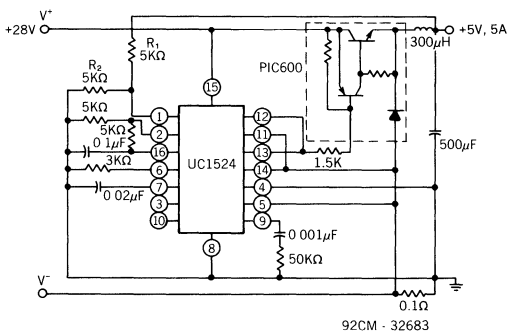 V+
+28V
+5V, 5A
300μH
PIC600
R1
5KΩ
R2
5KΩ
5KΩ
5KΩ
0 1μF
3KΩ
0 02μF
15
1
2
16
6
7
3
10
UC1524
12
11
13
14
4
5
9
8
1.5K
500μF
0 001μF
50KΩ
V-
0.1Ω
92CM - 32683